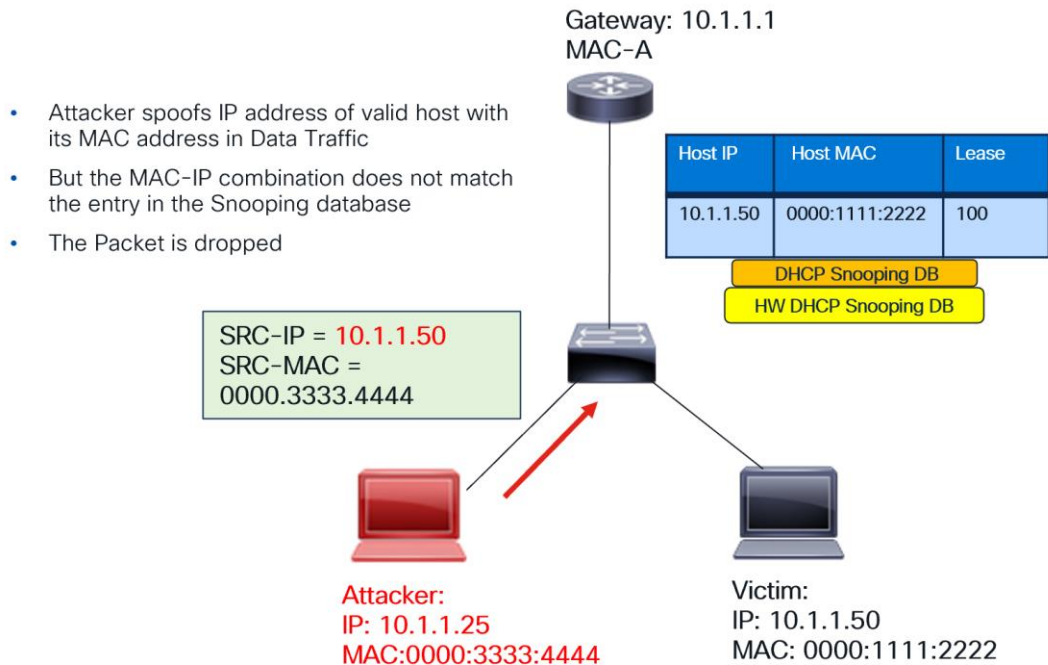 Gateway: 10.1.1.1
MAC-A
• Attacker spoofs IP address of valid host with
its MAC address in Data Traffic
• But the MAC-IP combination does not match
the entry in the Snooping database
• The Packet is dropped
Host IP Host MAC Lease
10.1.1.50 0000:1111:2222 100
DHCP Snooping DB
HW DHCP Snooping DB
SRC-IP = 10.1.1.50
SRC-MAC =
0000.3333.4444
Attacker:
IP: 10.1.1.25
MAC:0000:3333:4444
Victim:
IP: 10.1.1.50
MAC: 0000:1111:2222